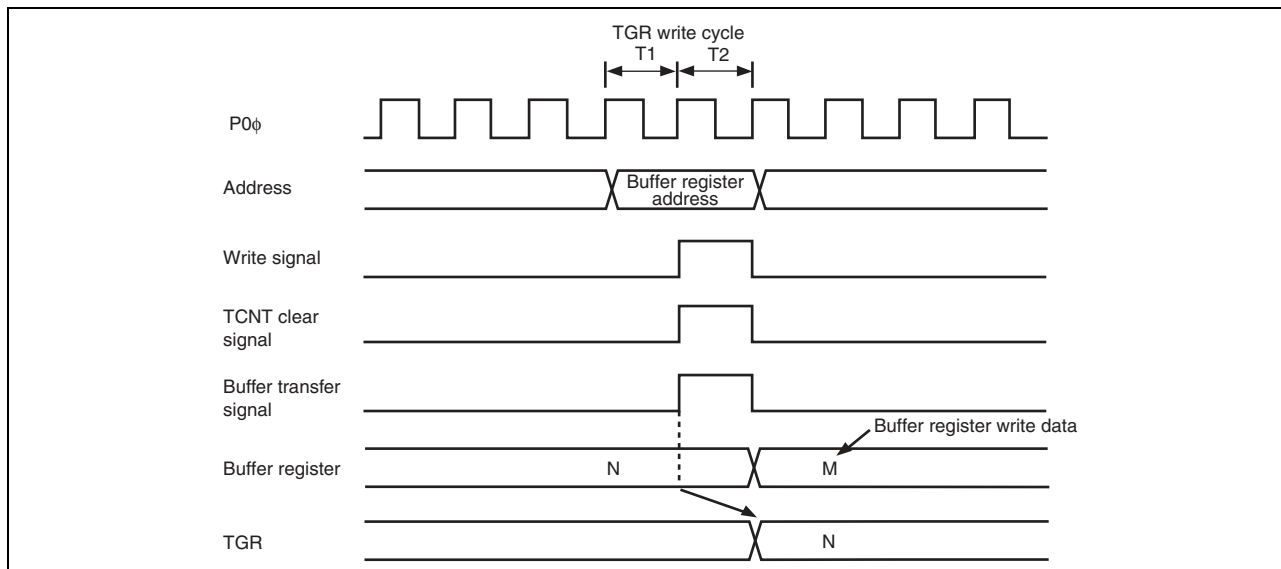 TGR write cycle
T1 T2
P0ϕ
Address
Buffer register
address
Write signal
TCNT clear
signal
Buffer transfer
signal
Buffer register write data
Buffer register N M
TGR N